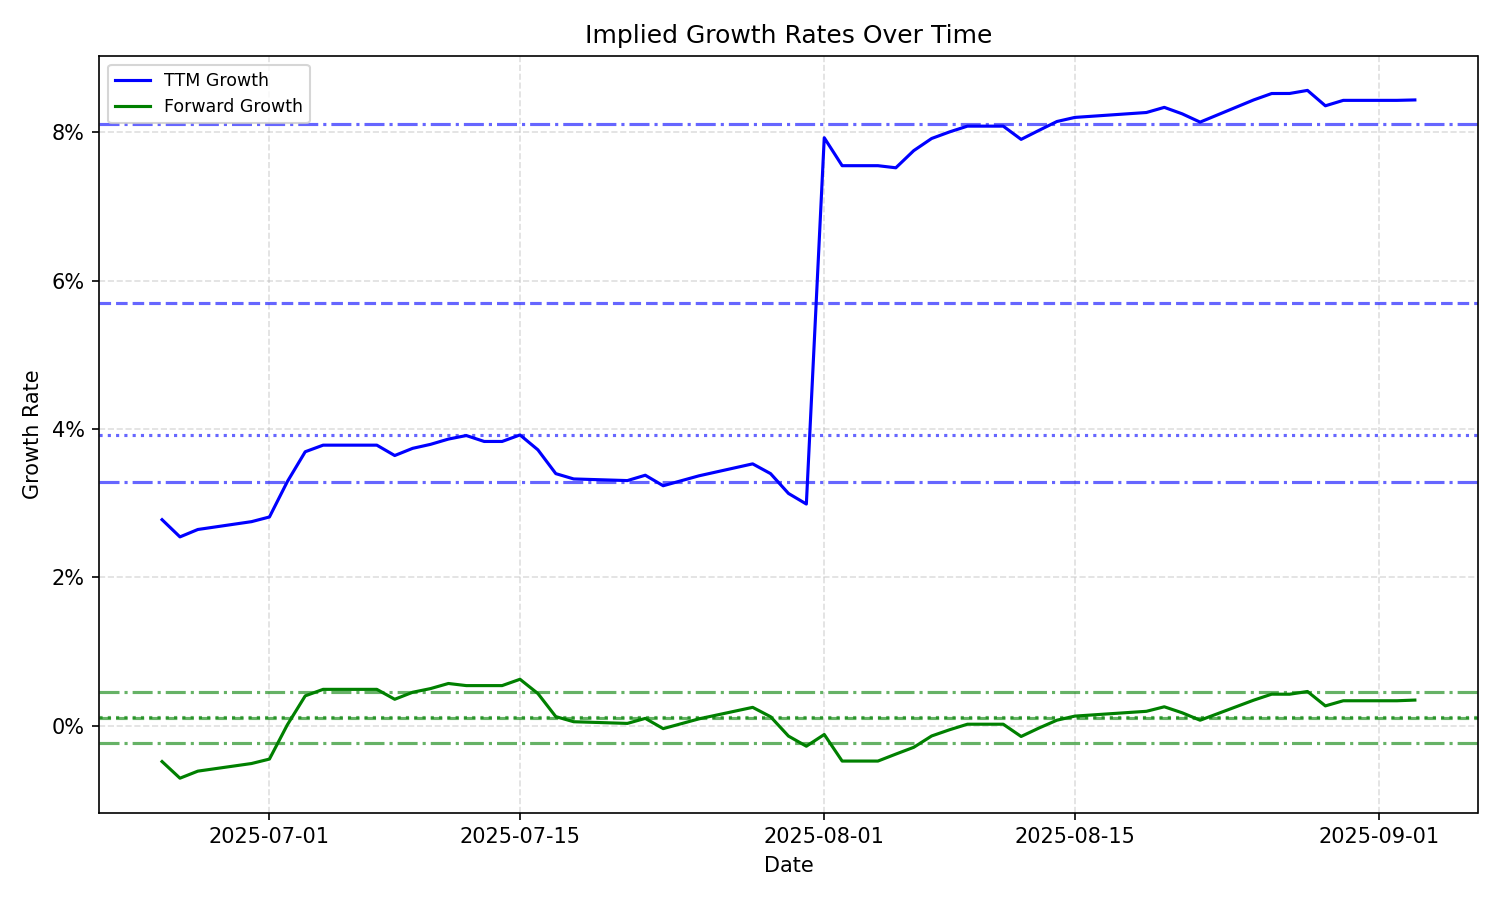 Implied Growth Rates Over Time
TTM Growth
Forward Growth
8%
6%
4%
2%
0%
Growth Rate
2025-07-01
2025-07-15
2025-08-01
2025-08-15
2025-09-01
Date